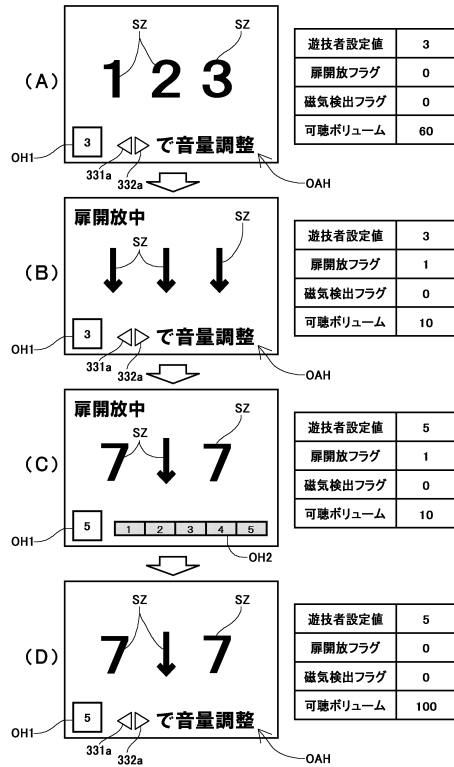 SZ
SZ
(A)
1 2 3
OH1
3
で音量調整
331a
332a
OAH
遊技者設定値 3
扉開放フラグ 0
磁気検出フラグ 0
可聴ボリューム 60
扉開放中
SZ
SZ
(B)
OH1
3
で音量調整
331a
332a
OAH
遊技者設定値 3
扉開放フラグ 1
磁気検出フラグ 0
可聴ボリューム 10
扉開放中
SZ
SZ
(C)
7 7
OH1
5
1 2 3 4 5
OH2
遊技者設定値 5
扉開放フラグ 1
磁気検出フラグ 0
可聴ボリューム 10
SZ
SZ
(D)
7 7
OH1
5
で音量調整
331a
332a
OAH
遊技者設定値 5
扉開放フラグ 0
磁気検出フラグ 0
可聴ボリューム 100